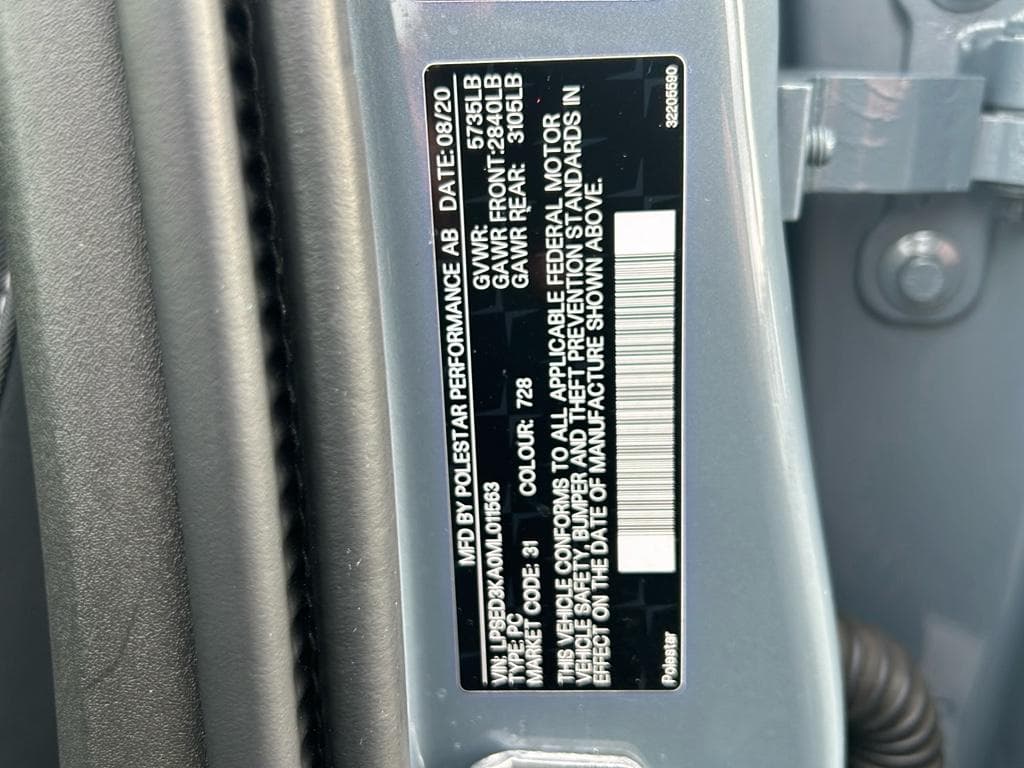 MFD BY POLESTAR PERFORMANCE AB DATE: 08/20
VIN: LPSED3KA0ML011563 GVWR: 5735LB
TYPE: PC GAWR FRONT:2840LB
MARKET CODE: 31 COLOUR: 728 GAWR REAR: 3105LB
THIS VEHICLE CONFORMS TO ALL APPLICABLE FEDERAL MOTOR
VEHICLE SAFETY, BUMPER AND THEFT PREVENTION STANDARDS IN
EFFECT ON THE DATE OF MANUFACTURE SHOWN ABOVE.
Polestar 32205690